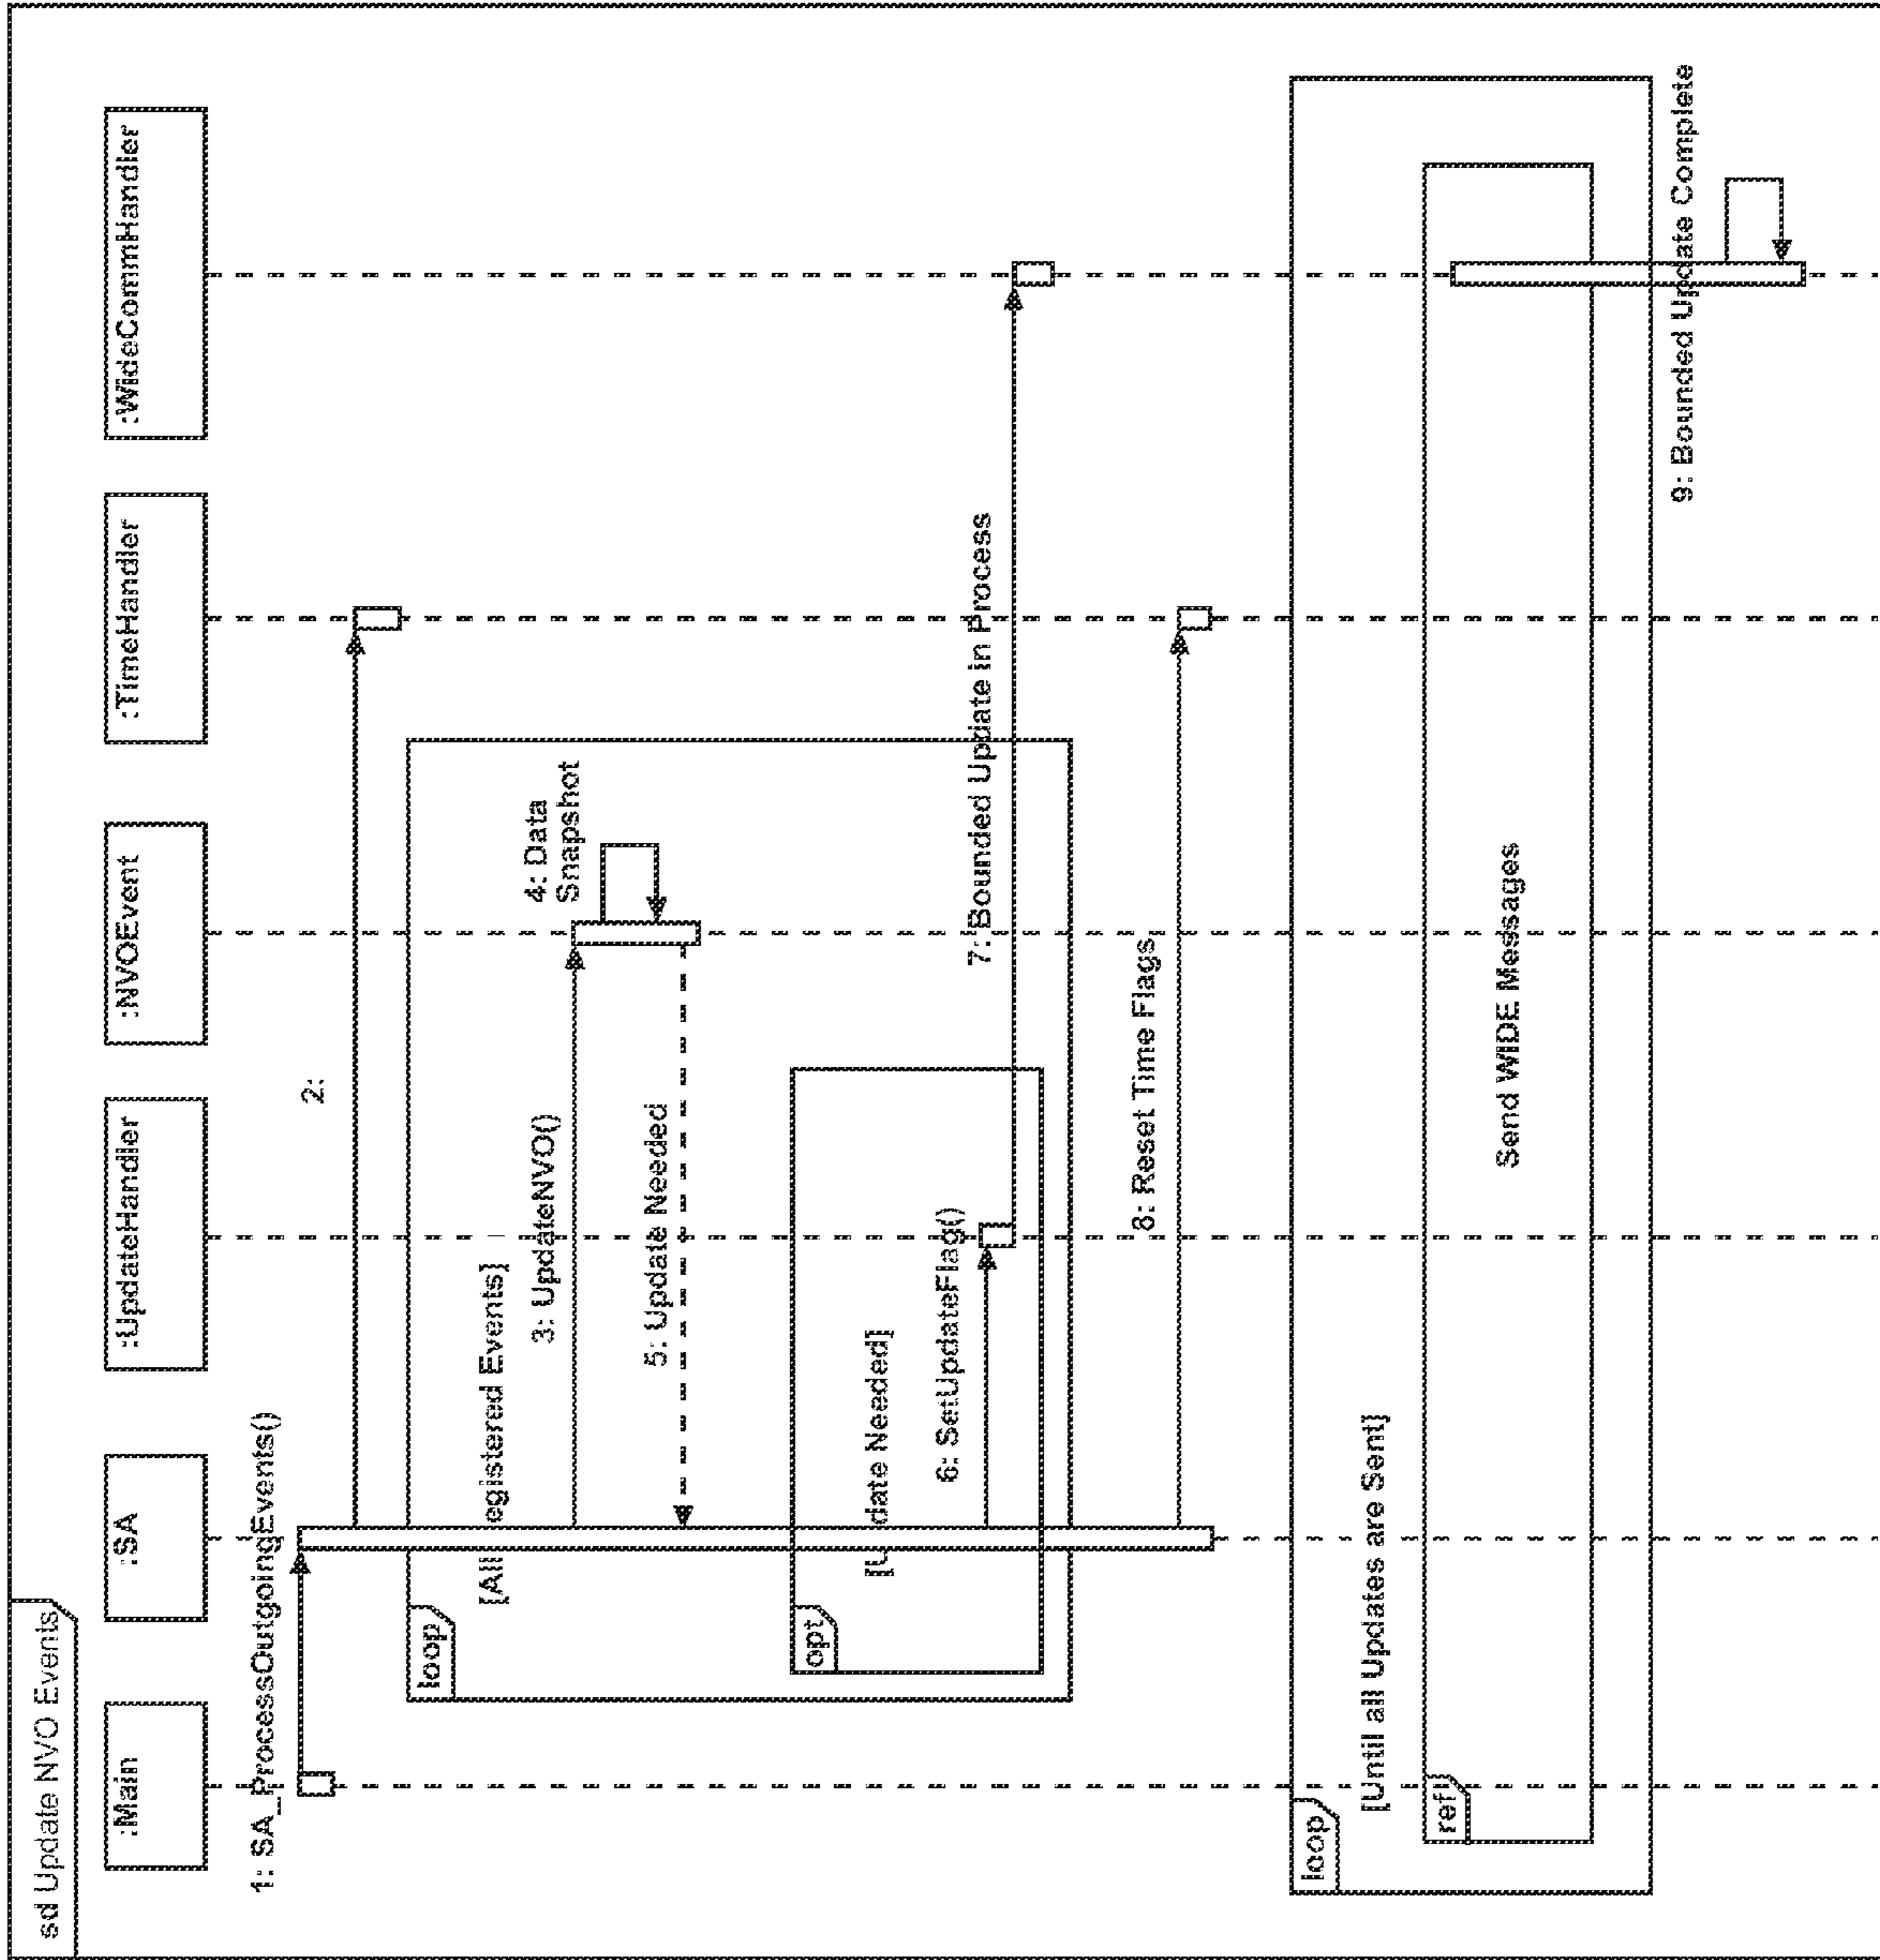 sd Update NVO Events
:Main
:SA
:UpdateHandler
:NVOEvent
:TimeHandler
:WideCommHandler
1: SA_ProcessOutgoingEvents()
2:
loop
[All egistered Events]
3: UpdateNVO()
4: Data
Snapshot
5: Update Needed
opt
[U date Needed]
6: SetUpdateFlag()
7: Bounded Update in Process
8: Reset Time Flags
loop
[Until all Updates are Sent]
ref
Send WIDE Messages
9: Bounded Update Complete